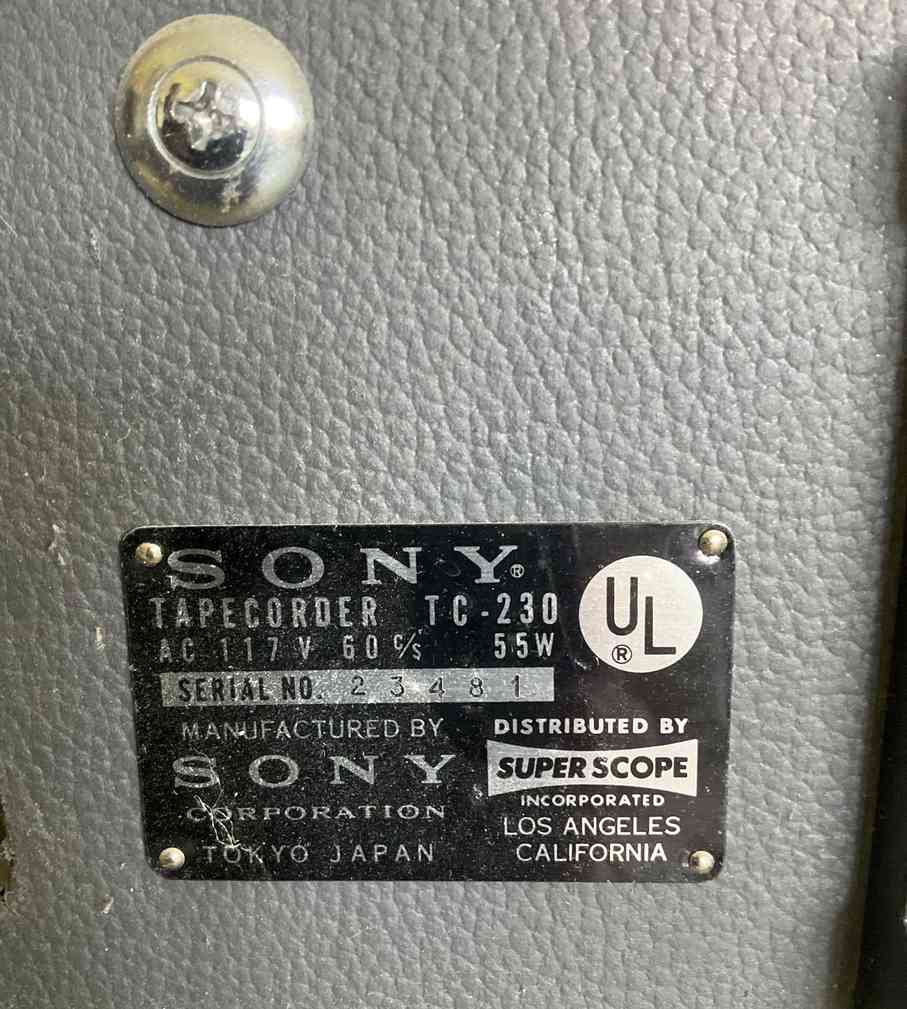 SONY®
TAPECORDER TC-230
AC 117 V 60 c/s 55W
UL®
SERIAL NO. 23481
MANUFACTURED BY
SONY
CORPORATION
TOKYO JAPAN
DISTRIBUTED BY
SUPERSCOPE
INCORPORATED
LOS ANGELES
CALIFORNIA